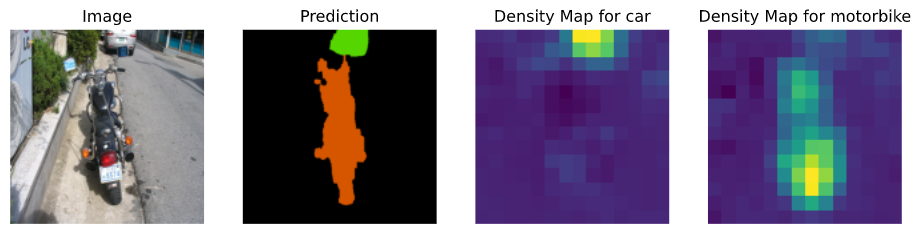 Image
Prediction
Density Map for car
Density Map for motorbike